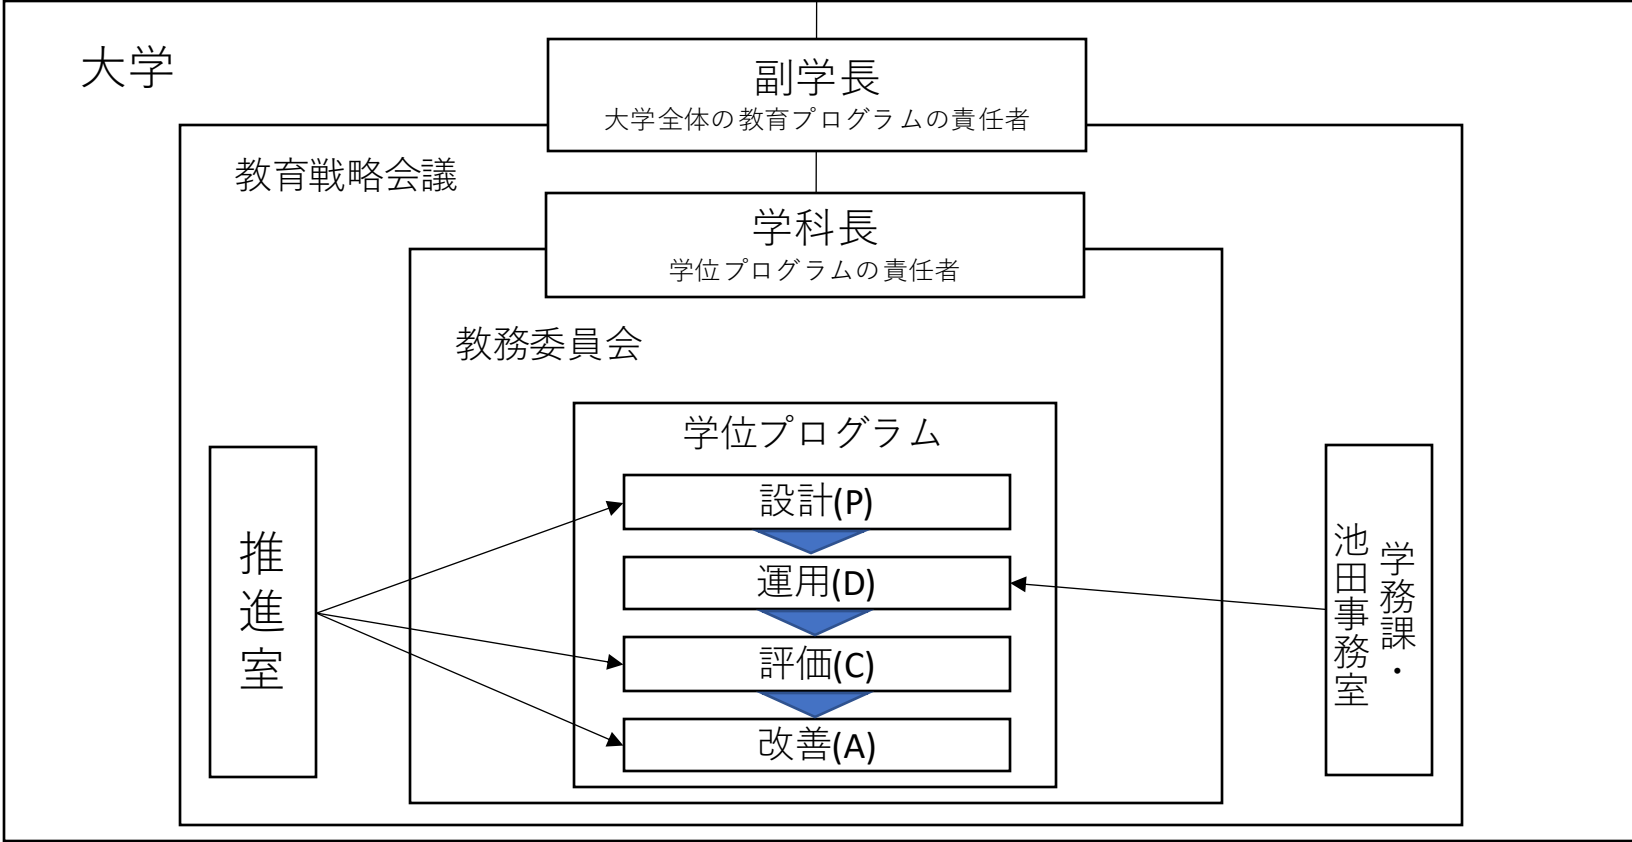 大学
副学長
大学全体の教育プログラムの責任者
教育戦略会議
学科長
学位プログラムの責任者
教務委員会
学位プログラム
設計(P)
運用(D)
評価(C)
改善(A)
推進室
学務課・
池田事務室